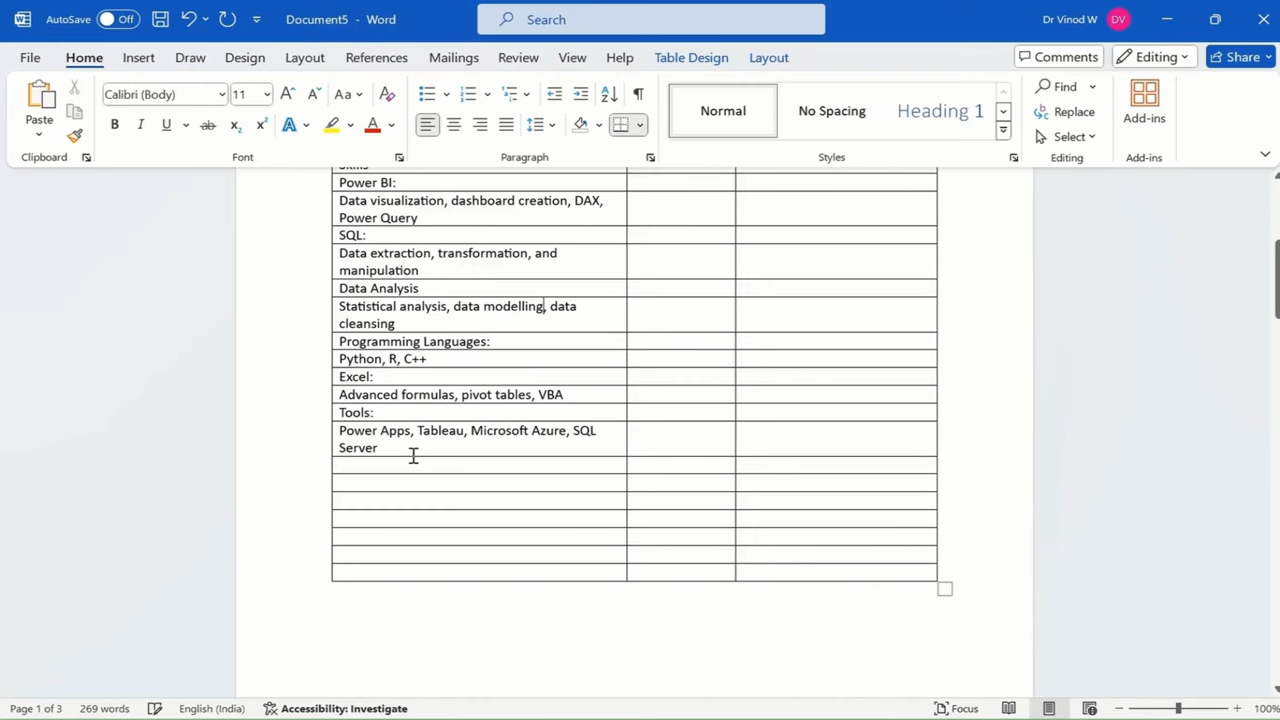 AutoSave Off Document5 - Word Search Dr Vinod W DV
File Home Insert Draw Design Layout References Mailings Review View Help Table Design Layout Comments Editing Share
Paste
Calibri (Body) 11
Normal
No Spacing
Heading 1
Find
Replace
Select
Add-ins
Clipboard Font Paragraph Styles Editing Add-ins
Skills
Power BI:
Data visualization, dashboard creation, DAX,
Power Query
SQL:
Data extraction, transformation, and
manipulation
Data Analysis
Statistical analysis, data modelling, data
cleansing
Programming Languages:
Python, R, C++
Excel:
Advanced formulas, pivot tables, VBA
Tools:
Power Apps, Tableau, Microsoft Azure, SQL
Server
Page 1 of 3 269 words English (India) Accessibility: Investigate Focus 100%